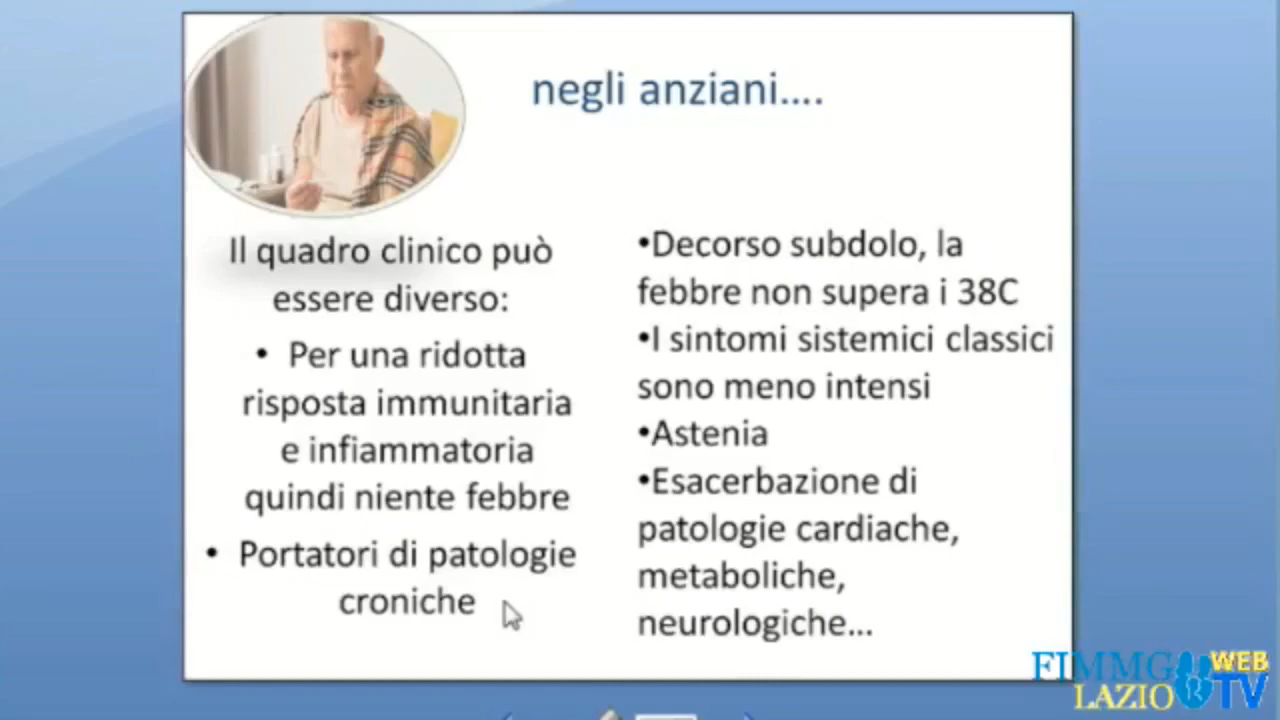 negli anziani....
Il quadro clinico può
essere diverso:
• Per una ridotta
risposta immunitaria
e infiammatoria
quindi niente febbre
• Portatori di patologie
croniche
•Decorso subdolo, la
febbre non supera i 38C
•I sintomi sistemici classici
sono meno intensi
•Astenia
•Esacerbazione di
patologie cardiache,
metaboliche,
neurologiche...
FIMMG WEB
LAZIO TV